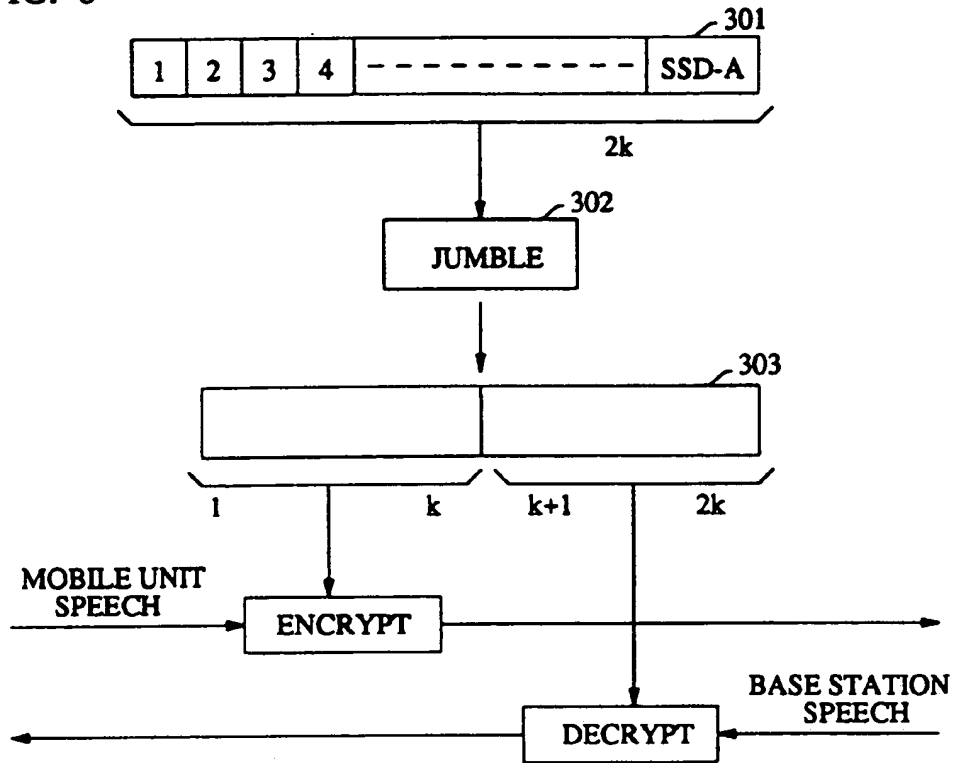 301
1 2 3 4 SSD-A
2k
302
JUMBLE
303
1 k k+1 2k
MOBILE UNIT
SPEECH
ENCRYPT
BASE STATION
SPEECH
DECRYPT